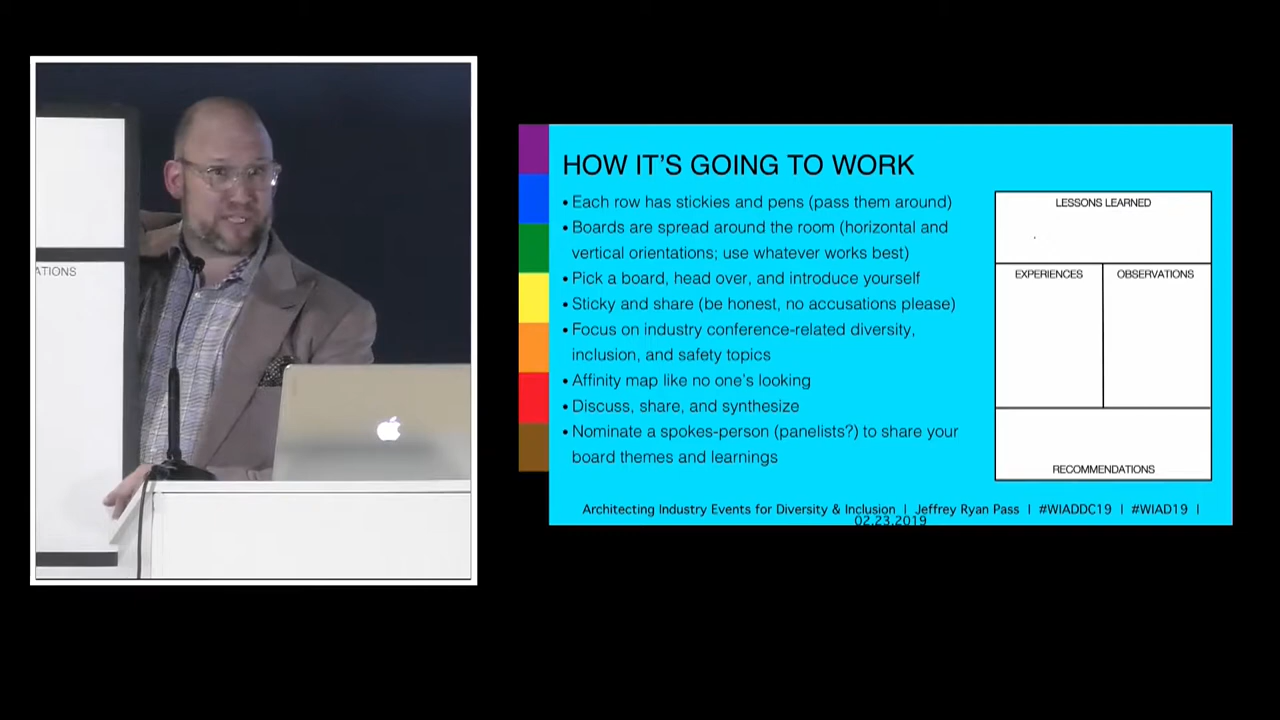 ATIONS
HOW IT'S GOING TO WORK
• Each row has stickies and pens (pass them around)
• Boards are spread around the room (horizontal and
vertical orientations; use whatever works best)
• Pick a board, head over, and introduce yourself
• Sticky and share (be honest, no accusations please)
• Focus on industry conference-related diversity,
inclusion, and safety topics
• Affinity map like no one's looking
• Discuss, share, and synthesize
• Nominate a spokes-person (panelists?) to share your
board themes and learnings
LESSONS LEARNED
EXPERIENCES
OBSERVATIONS
RECOMMENDATIONS
Architecting Industry Events for Diversity & Inclusion | Jeffrey Ryan Pass | #WIADDC19 | #WIAD19 |
02.23.2019